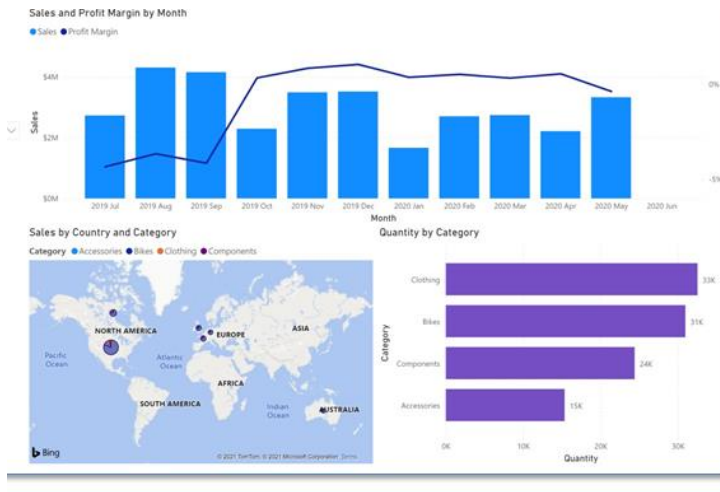 Sales and Profit Margin by Month
Sales Profit Margin
$4M
$2M
$0M
Sales
0%
-5%
2019 Jul 2019 Aug 2019 Sep 2019 Oct 2019 Nov 2019 Dec 2020 Jan 2020 Feb 2020 Mar 2020 Apr 2020 May 2020 Jun
Month
Sales by Country and Category
Category Accessories Bikes Clothing Components
NORTH AMERICA
EUROPE
ASIA
Pacific
Ocean
Atlantic
Ocean
AFRICA
SOUTH AMERICA
Indian
Ocean
AUSTRALIA
Bing
© 2021 TomTom, © 2021 Microsoft Corporation Terms
Quantity by Category
Category
Clothing 33K
Bikes 31K
Components 24K
Accessories 15K
0K 10K 20K 30K
Quantity